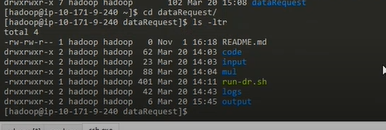 drwxrwxr-x 7 hadoop hadoop 102 Mar 20 15:08 dataRequest
[hadoop@ip-10-171-9-240 ~]$ cd dataRequest/
[hadoop@ip-10-171-9-240 dataRequest]$ ls -ltr
total 4
-rw-rw-r-- 1 hadoop hadoop 0 Nov 1 16:18 README.md
drwxrwxr-x 2 hadoop hadoop 62 Mar 20 14:03 code
drwxrwxr-x 2 hadoop hadoop 23 Mar 20 14:03 input
drwxrwxr-x 2 hadoop hadoop 88 Mar 20 14:04 mul
-rwxrwxr-x 1 hadoop hadoop 401 Mar 20 14:11 run-dr.sh
drwxrwxr-x 2 hadoop hadoop 42 Mar 20 14:43 logs
drwxrwxr-x 2 hadoop hadoop 6 Mar 20 15:45 output
[hadoop@ip-10-171-9-240 dataRequest]$